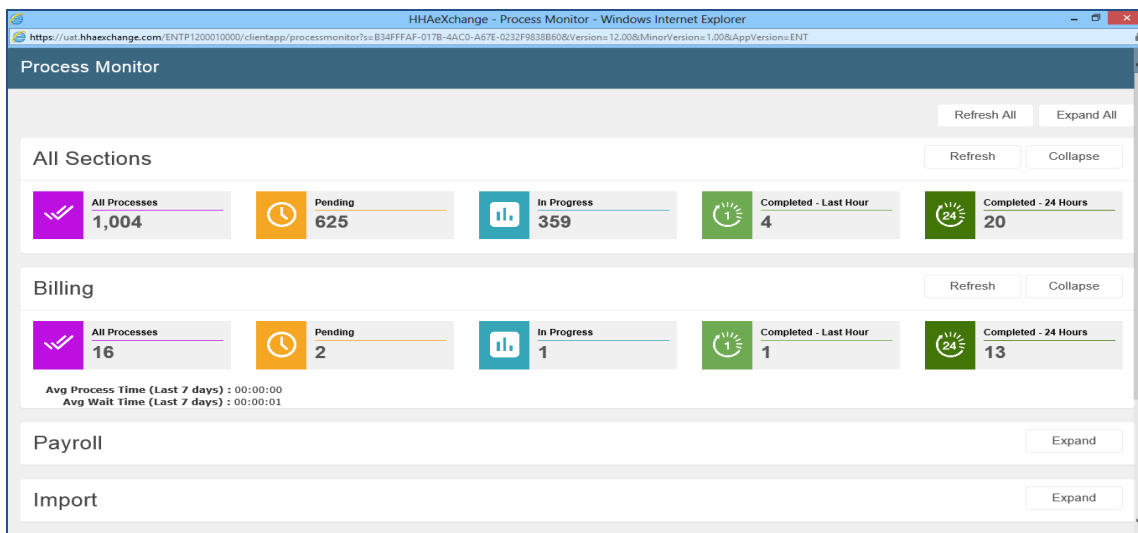 HHAeXchange - Process Monitor - Windows Internet Explorer
https://uat.hhaexchange.com/ENTP1200010000/clientapp/processmonitor?s=B34FFFAF-017B-4AC0-A67E-0232F9838B60&Version=12.00&MinorVersion=1.00&AppVersion=ENT
Process Monitor
Refresh All Expand All
All Sections Refresh Collapse
All Processes Pending In Progress Completed - Last Hour Completed - 24 Hours
1,004 625 359 1 4 24 20
Billing Refresh Collapse
All Processes Pending In Progress Completed - Last Hour Completed - 24 Hours
16 2 1 1 1 24 13
Avg Process Time (Last 7 days) : 00:00:00
Avg Wait Time (Last 7 days) : 00:00:01
Payroll Expand
Import Expand